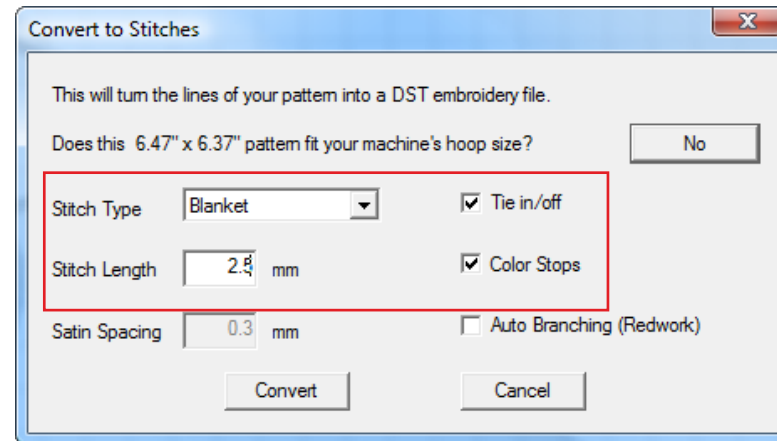 Convert to Stitches
This will turn the lines of your pattern into a DST embroidery file.
Does this 6.47" x 6.37" pattern fit your machine's hoop size? No
Stitch Type Blanket Tie in/off
Stitch Length 2.5 mm Color Stops
Satin Spacing 0.3 mm Auto Branching (Redwork)
Convert Cancel